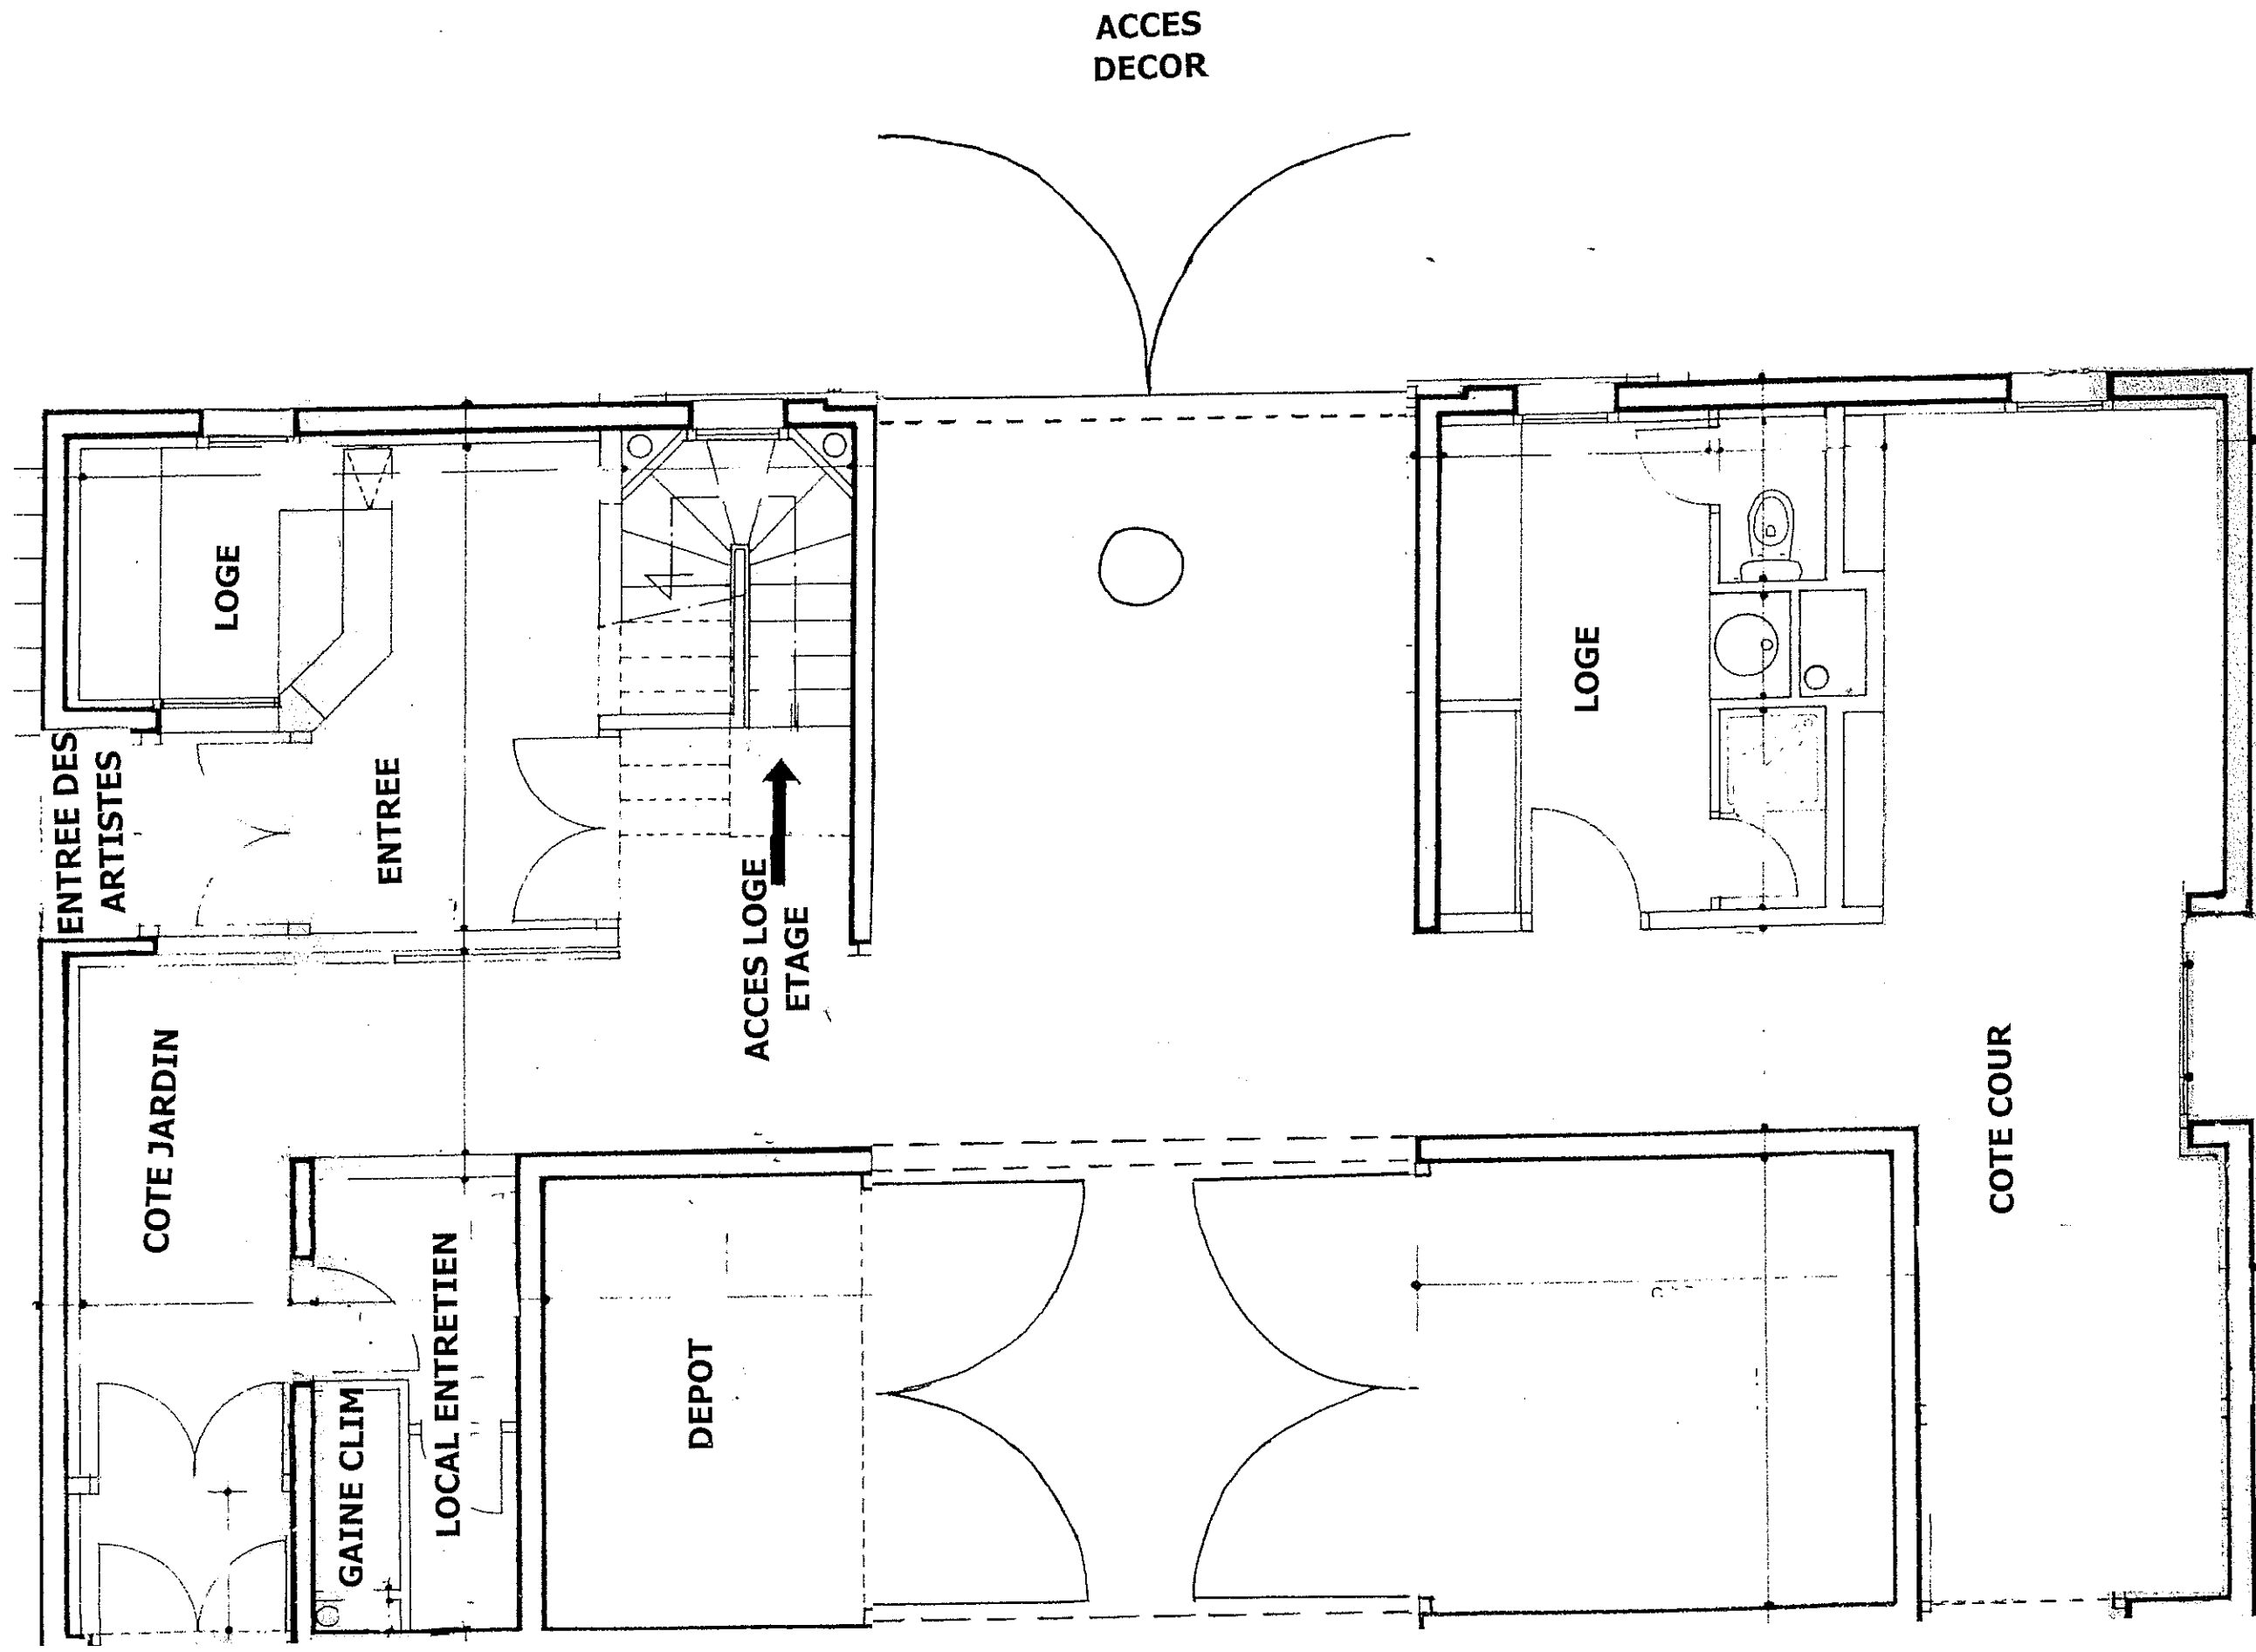 ACCES
DECOR
LOGE
LOGE
ENTREE DES
ARTISTES
ENTREE
ACCES LOGE
ETAGE
COTE JARDIN
COTE COUR
GAINE CLIM
LOCAL ENTRETIEN
DEPOT